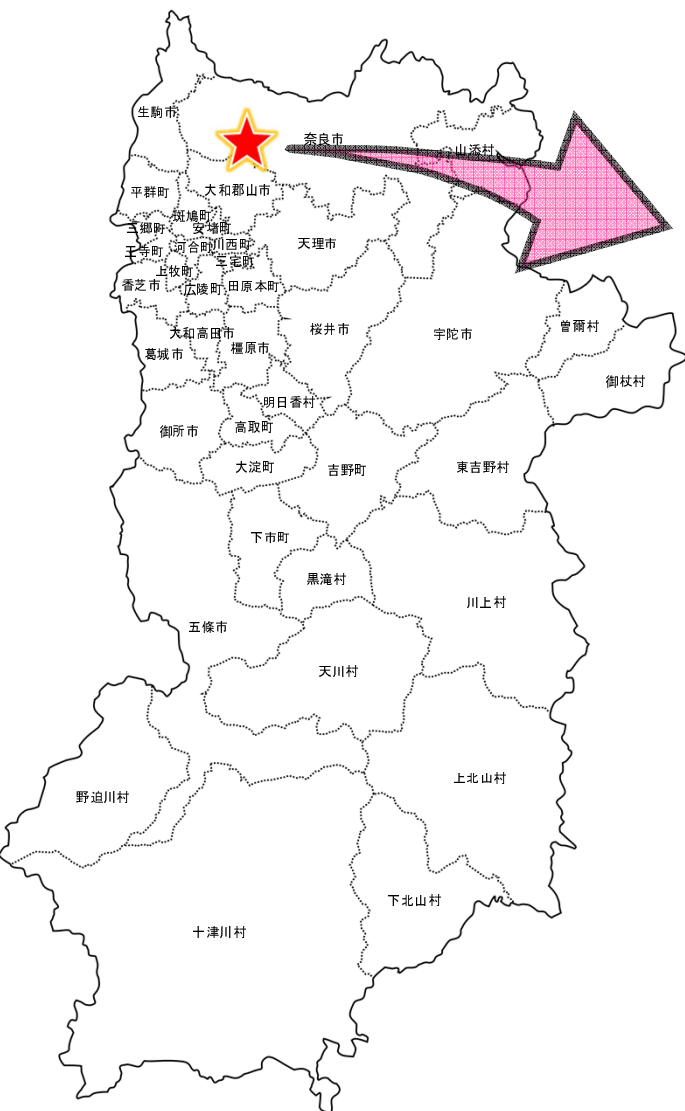 生駒市
奈良市
山添村
平群町
大和郡山市
斑鳩町
三郷町
安堵町
天理市
王寺町
河合町
川西町
三宅町
上牧町
香芝市
広陵町
田原本町
大和高田市
葛城市
橿原市
桜井市
宇陀市
曽爾村
御杖村
明日香村
御所市
高取町
大淀町
吉野町
東吉野村
下市町
黒滝村
川上村
五條市
天川村
野迫川村
上北山村
下北山村
十津川村